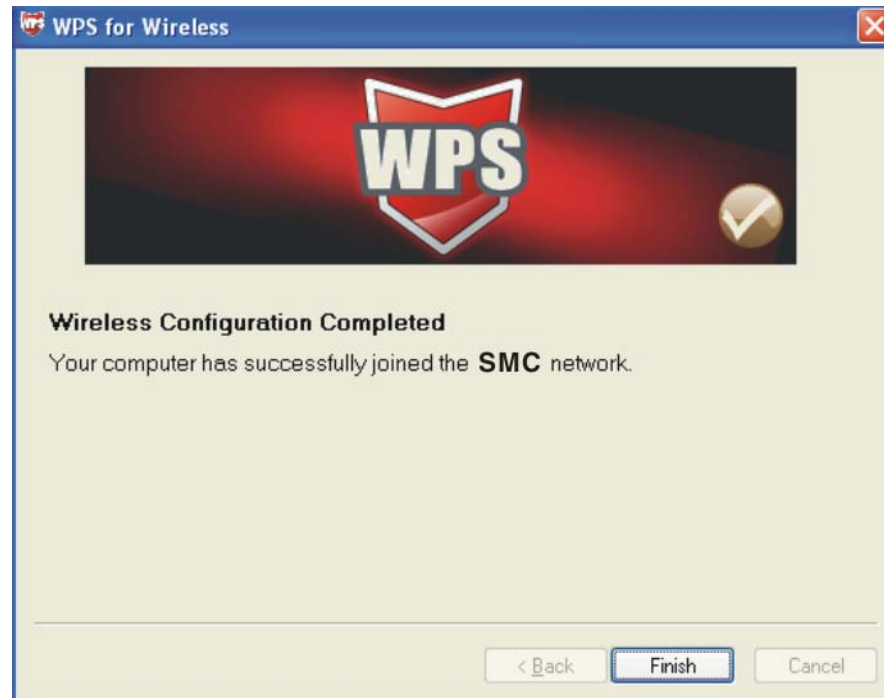 WPS for Wireless
WPS
Wireless Configuration Completed
Your computer has successfully joined the SMC network.
< Back
Finish
Cancel